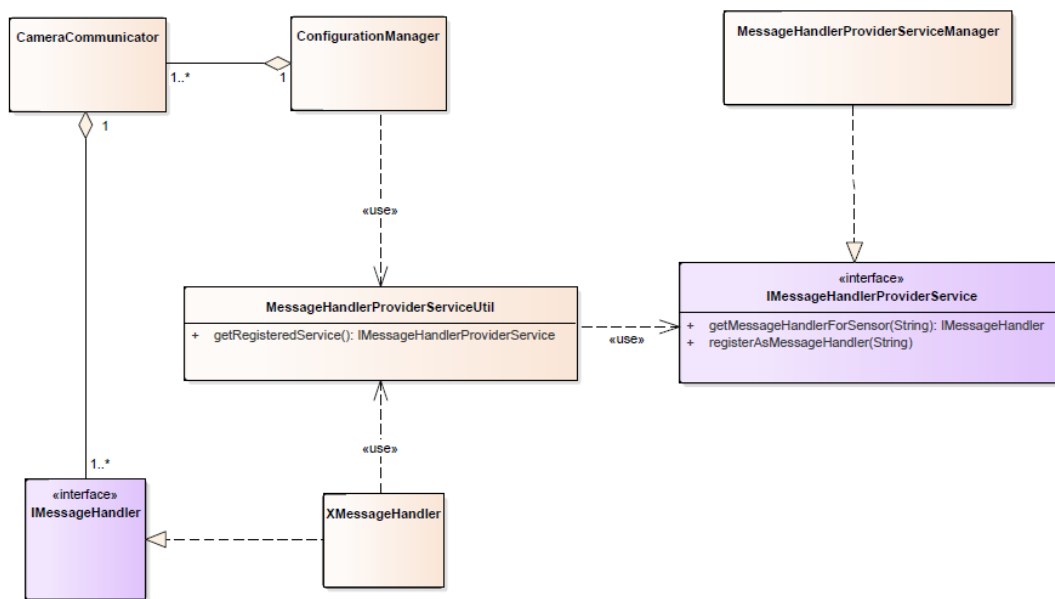 CameraCommunicator
ConfigurationManager
MessageHandlerProviderServiceManager
1..*
1
1
«use»
«interface»
IMessageHandlerProviderService
MessageHandlerProviderServiceUtil
+ getMessageHandlerForSensor(String): IMessageHandler
+ getRegisteredService(): IMessageHandlerProviderService
«use»
+ registerAsMessageHandler(String)
«use»
1..*
«interface»
IMessageHandler
XMessageHandler